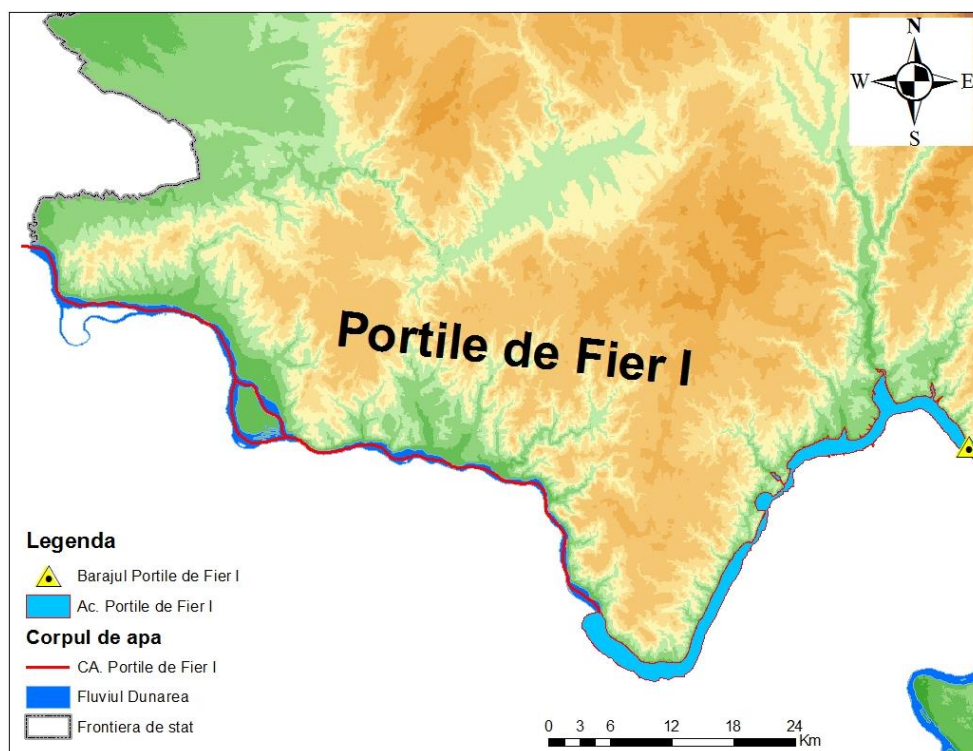 N
W E
S
Portile de Fier I
Legenda
Barajul Portile de Fier I
Ac. Portile de Fier I
Corpul de apa
CA. Portile de Fier I
Fluviul Dunarea
Frontiera de stat
0 3 6 12 18 24
Km